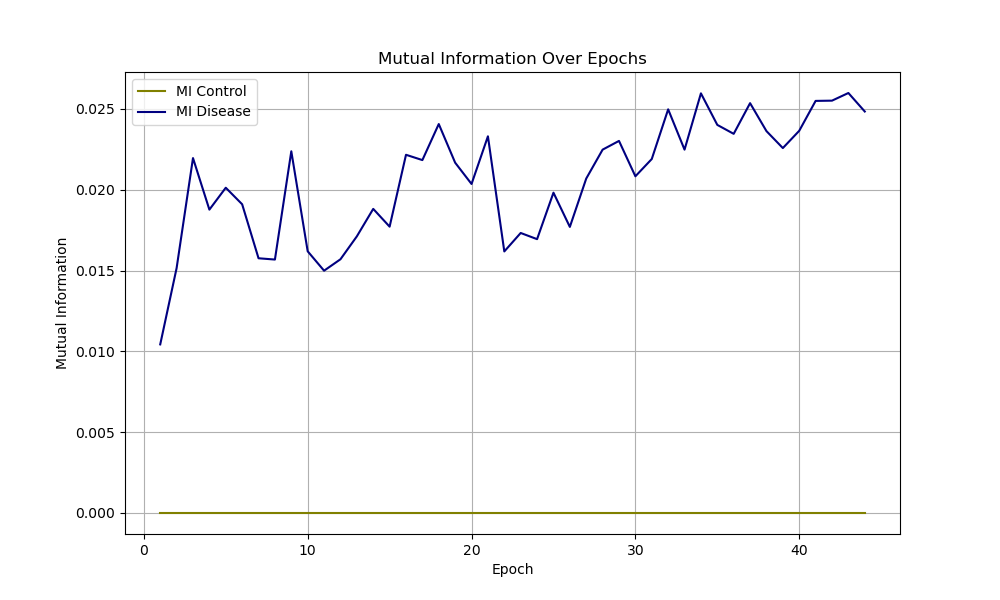 Mutual Information Over Epochs
MI Control
MI Disease
0.025
0.020
0.015
0.010
0.005
0.000
Mutual Information
0
10
20
30
40
Epoch